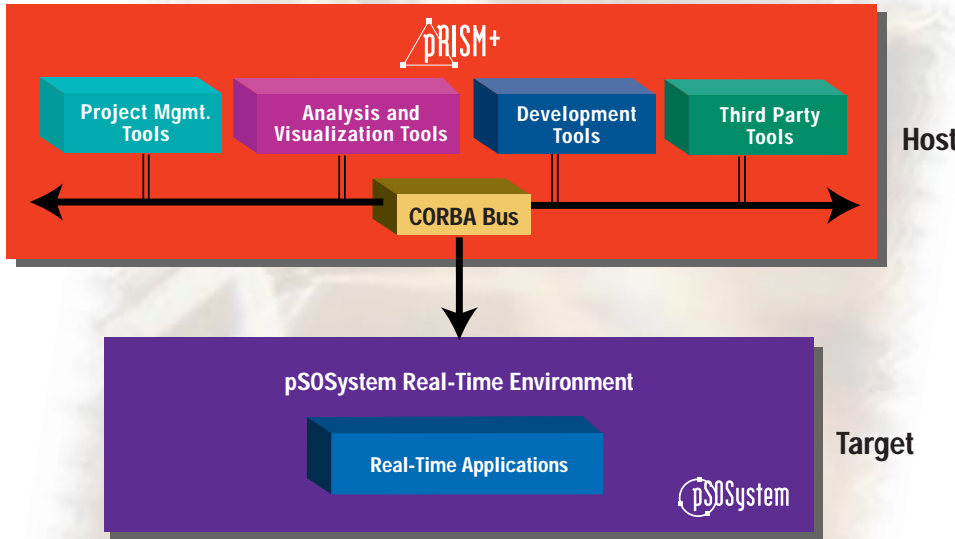 pRISM+
Project Mgmt.
Tools
Analysis and
Visualization Tools
Development
Tools
Third Party
Tools
Host
CORBA Bus
pSOSystem Real-Time Environment
Real-Time Applications
Target
pSOSystem